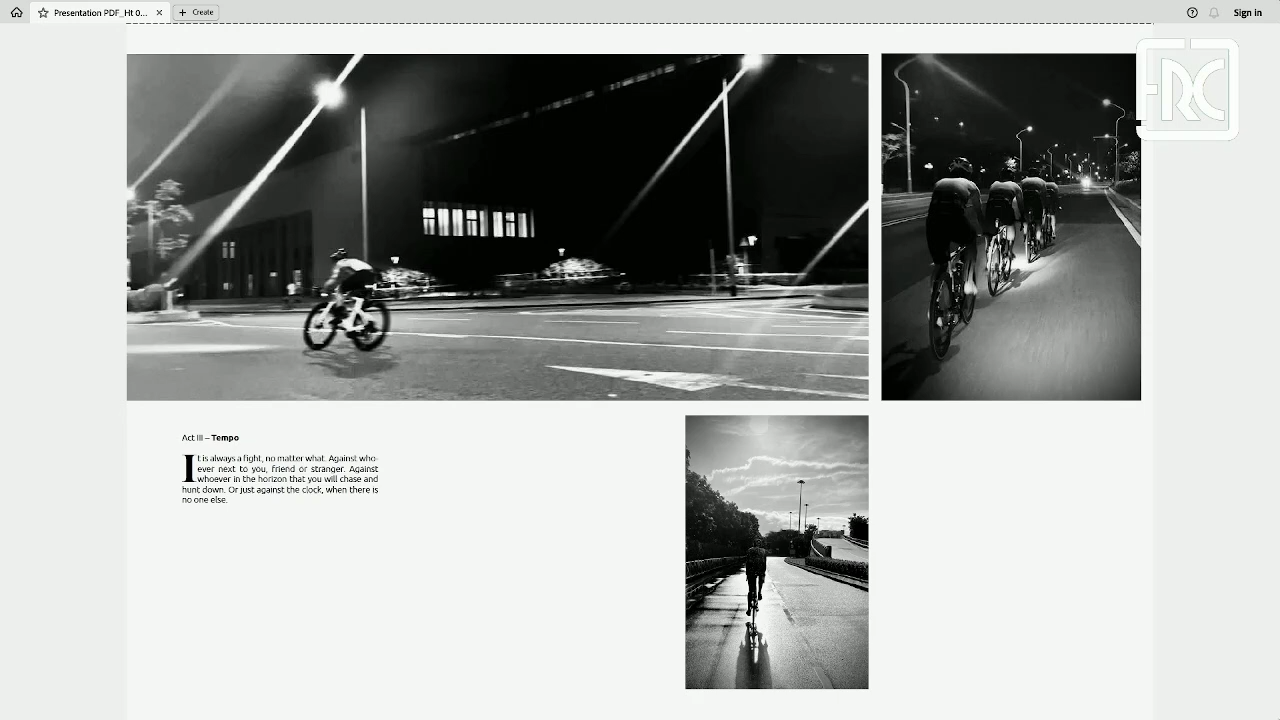 Presentation PDF_Ht 0...
Create
Sign in
FRC
Act III – Tempo
It is always a fight, no matter what. Against who-
ever next to you, friend or stranger. Against
whoever in the horizon that you will chase and
hunt down. Or just against the clock, when there is
no one else.